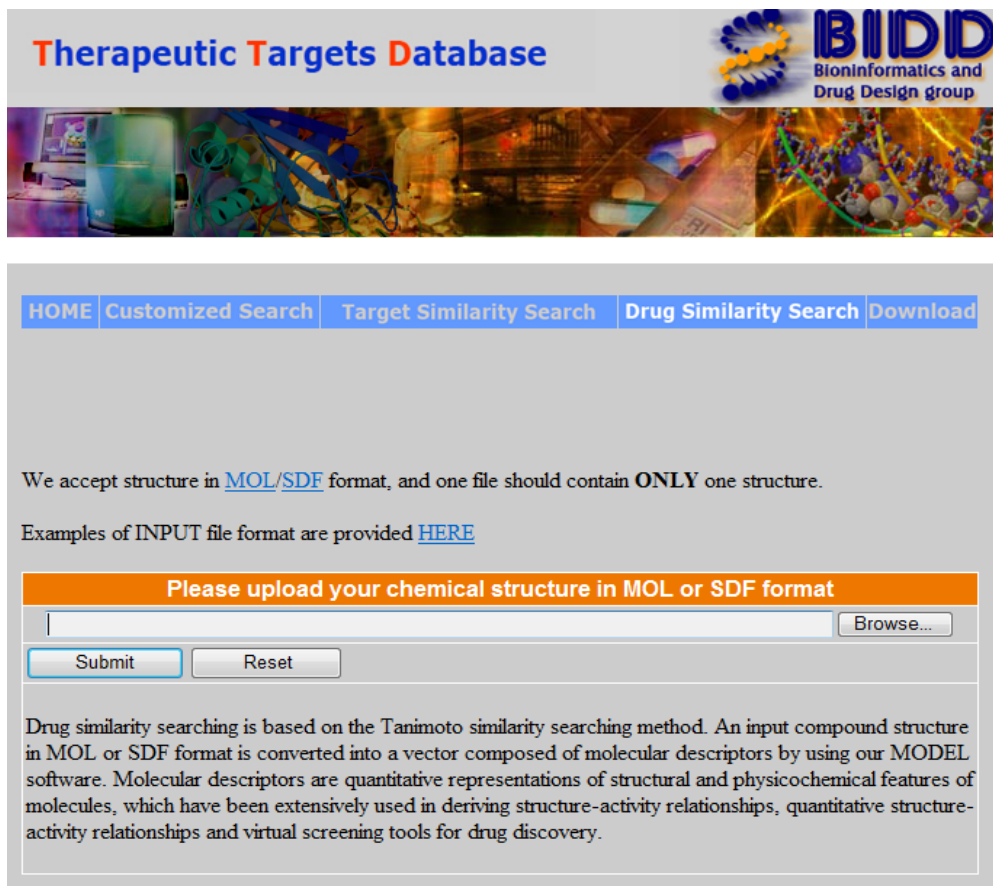 Therapeutic Targets Database
BIDD
Bioninformatics and
Drug Design group
HOME Customized Search Target Similarity Search Drug Similarity Search Download
We accept structure in MOL/SDF format, and one file should contain ONLY one structure.
Examples of INPUT file format are provided HERE
Please upload your chemical structure in MOL or SDF format
Browse...
Submit Reset
Drug similarity searching is based on the Tanimoto similarity searching method. An input compound structure
in MOL or SDF format is converted into a vector composed of molecular descriptors by using our MODEL
software. Molecular descriptors are quantitative representations of structural and physicochemical features of
molecules, which have been extensively used in deriving structure-activity relationships, quantitative structure-
activity relationships and virtual screening tools for drug discovery.